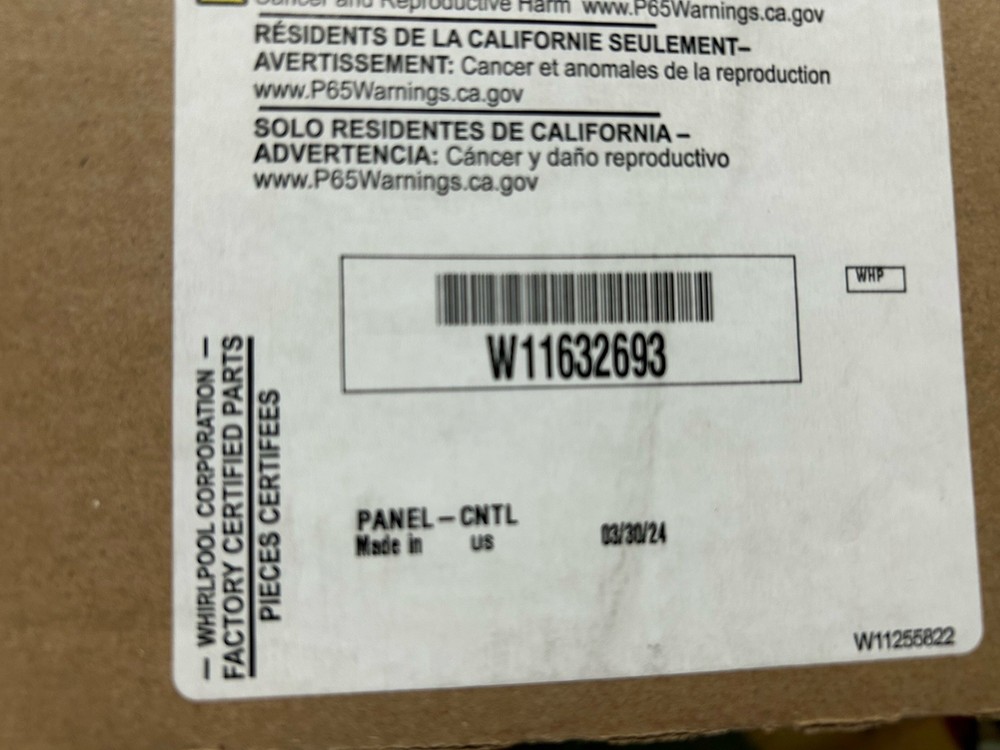 Cancer and Reproductive Harm www.P65Warnings.ca.gov
RÉSIDENTS DE LA CALIFORNIE SEULEMENT–
AVERTISSEMENT: Cancer et anomales de la reproduction
www.P65Warnings.ca.gov
SOLO RESIDENTES DE CALIFORNIA –
ADVERTENCIA: Cáncer y daño reproductivo
www.P65Warnings.ca.gov
WHP
W11632693
— WHIRLPOOL CORPORATION —
FACTORY CERTIFIED PARTS
PIECES CERTIFEES
PANEL–CNTL
Made in US 03/30/24
W11255822